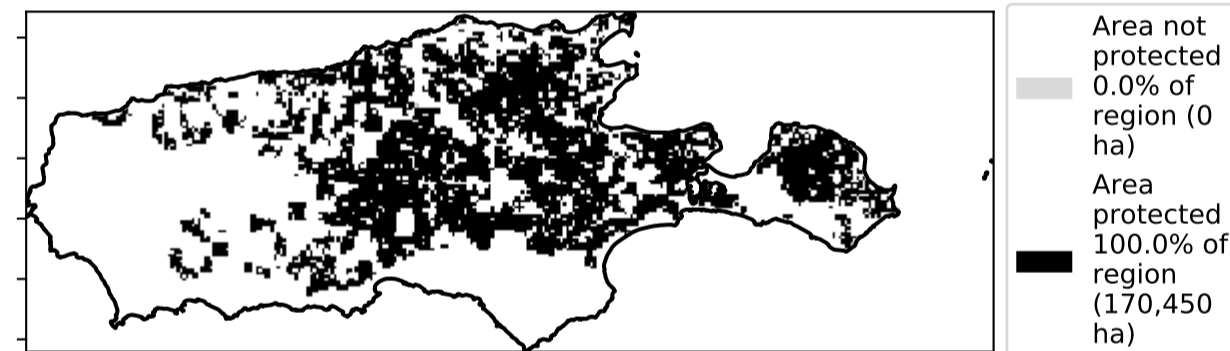 Area not
protected
0.0% of
region (0
ha)
Area
protected
100.0% of
region
(170,450
ha)